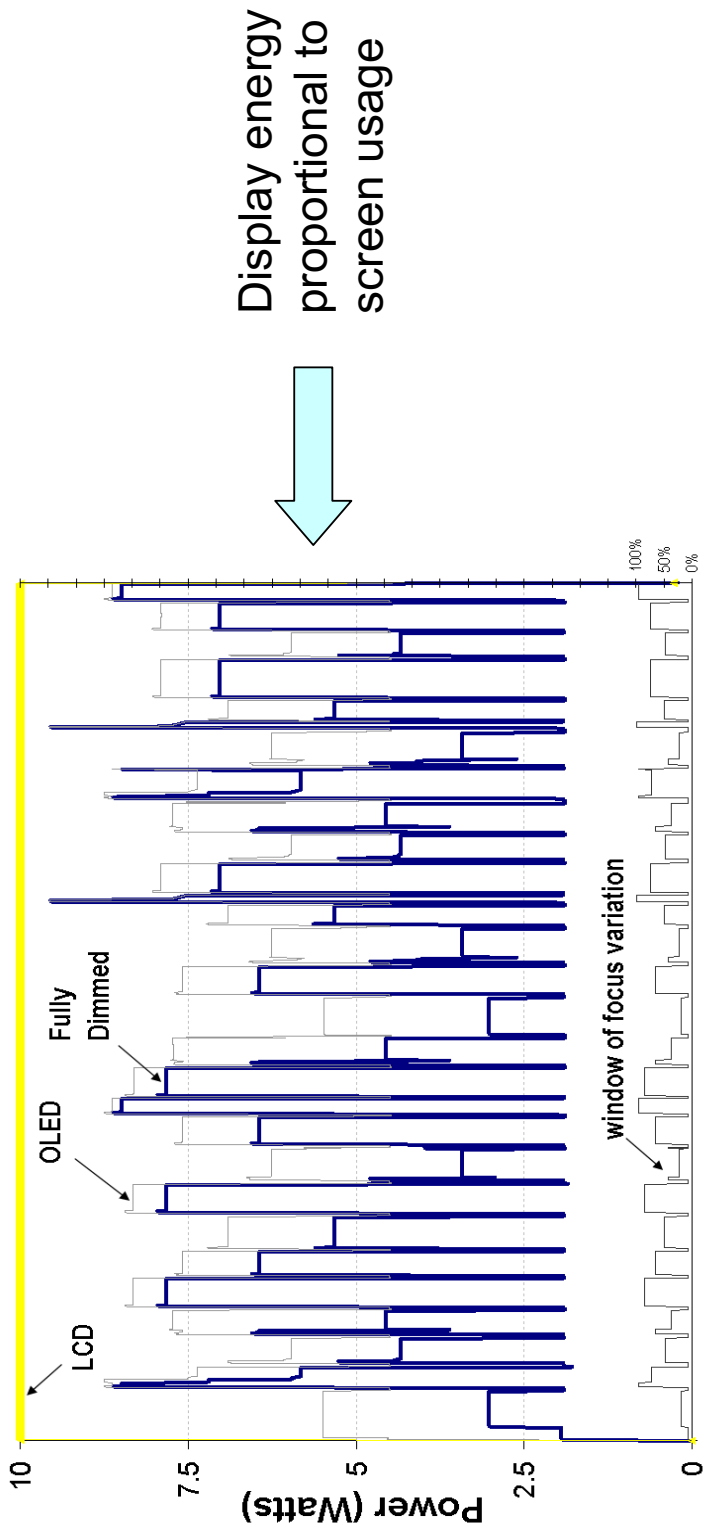 Display energy
proportional to
screen usage
LCD
OLED
Fully
Dimmed
window of focus variation
Power (Watts)
10
7.5
5
2.5
0
100%
50%
0%